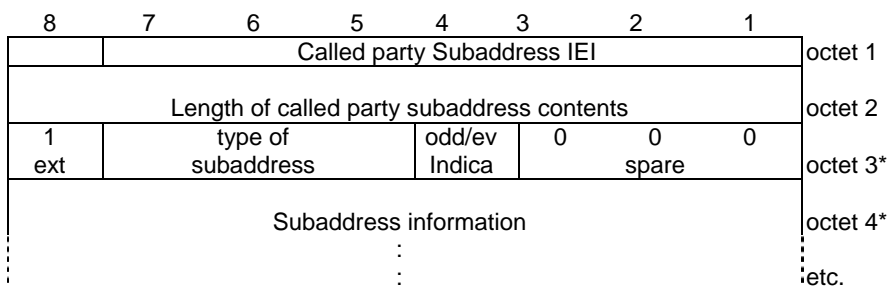 8 7 6 5 4 3 2 1
Called party Subaddress IEI octet 1
Length of called party subaddress contents octet 2
1 type of odd/ev 0 0 0
ext subaddress Indica spare octet 3*
Subaddress information octet 4*
:
: etc.